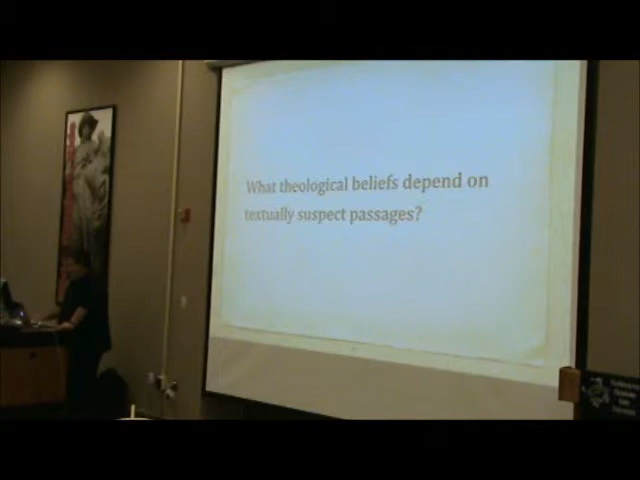 What theological beliefs depend on
textually suspect passages?